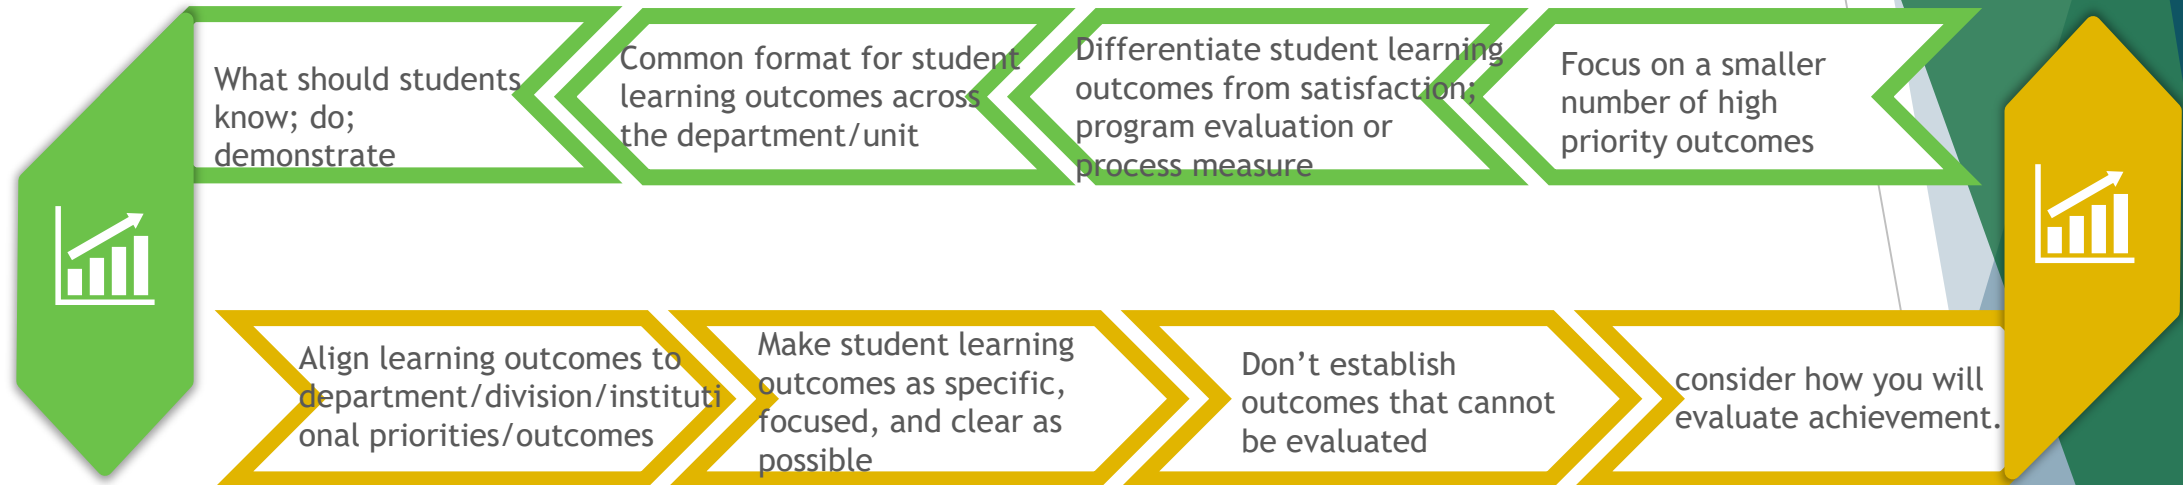 What should students
know; do;
demonstrate
Common format for student
learning outcomes across
the department/unit
Differentiate student learning
outcomes from satisfaction;
program evaluation or
process measure
Focus on a smaller
number of high
priority outcomes
Align learning outcomes to
department/division/instituti
onal priorities/outcomes
Make student learning
outcomes as specific,
focused, and clear as
possible
Don’t establish
outcomes that cannot
be evaluated
consider how you will
evaluate achievement.